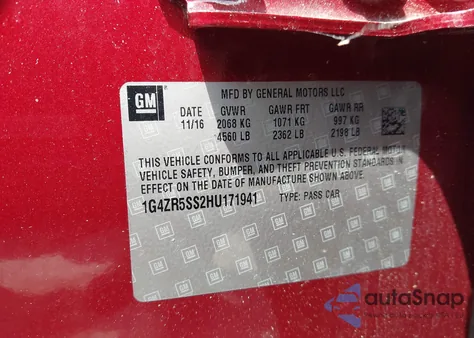 GM
MFD BY GENERAL MOTORS LLC
DATE GVWR GAWR FRT GAWR RR
11/16 2068 KG 1071 KG 997 KG
4560 LB 2362 LB 2198 LB
THIS VEHICLE CONFORMS TO ALL APPLICABLE U.S. FEDERAL MOTOR
VEHICLE SAFETY, BUMPER, AND THEFT PREVENTION STANDARDS IN
EFFECT ON THE DATE OF MANUFACTURE SHOWN ABOVE.
1G4ZR5SS2HU171941 TYPE: PASS CAR
autoSnap